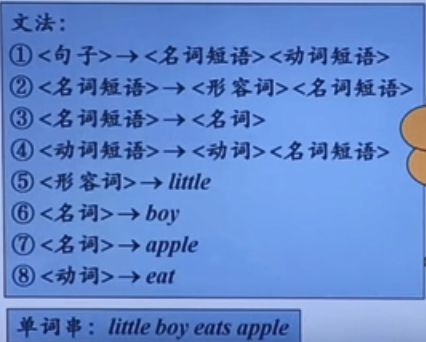 文法：
①<句子>→<名词短语><动词短语>
②<名词短语>→<形容词><名词短语>
③<名词短语>→<名词>
④<动词短语>→<动词><名词短语>
⑤<形容词>→little
⑥<名词>→boy
⑦<名词>→apple
⑧<动词>→eat
单词串：little boy eats apple